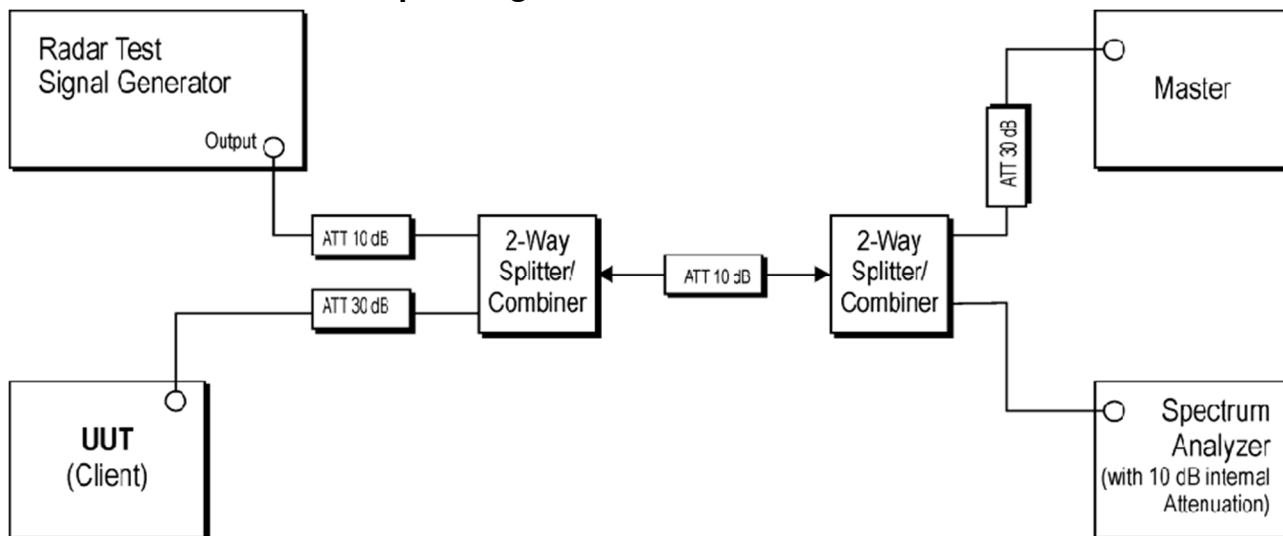 Radar Test
Signal Generator
Output
ATT 10 dB
ATT 30 dB
2-Way
Splitter/
Combiner
ATT 10 dB
2-Way
Splitter/
Combiner
ATT 30 dB
Master
UUT
(Client)
Spectrum
Analyzer
(with 10 dB internal
Attenuation)